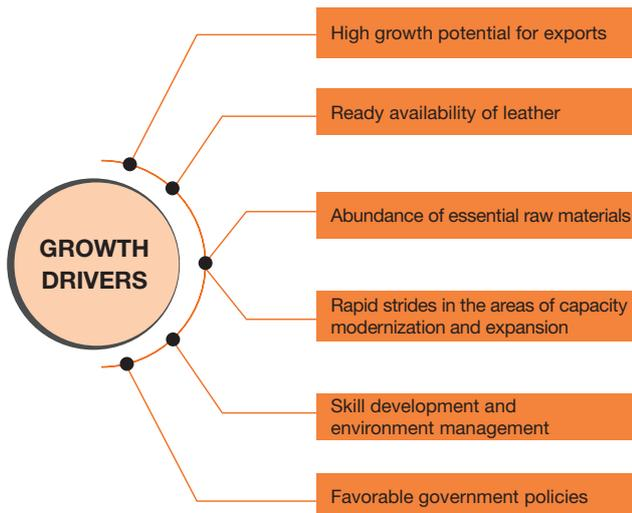 GROWTH
DRIVERS
High growth potential for exports
Ready availability of leather
Abundance of essential raw materials
Rapid strides in the areas of capacity
modernization and expansion
Skill development and
environment management
Favorable government policies